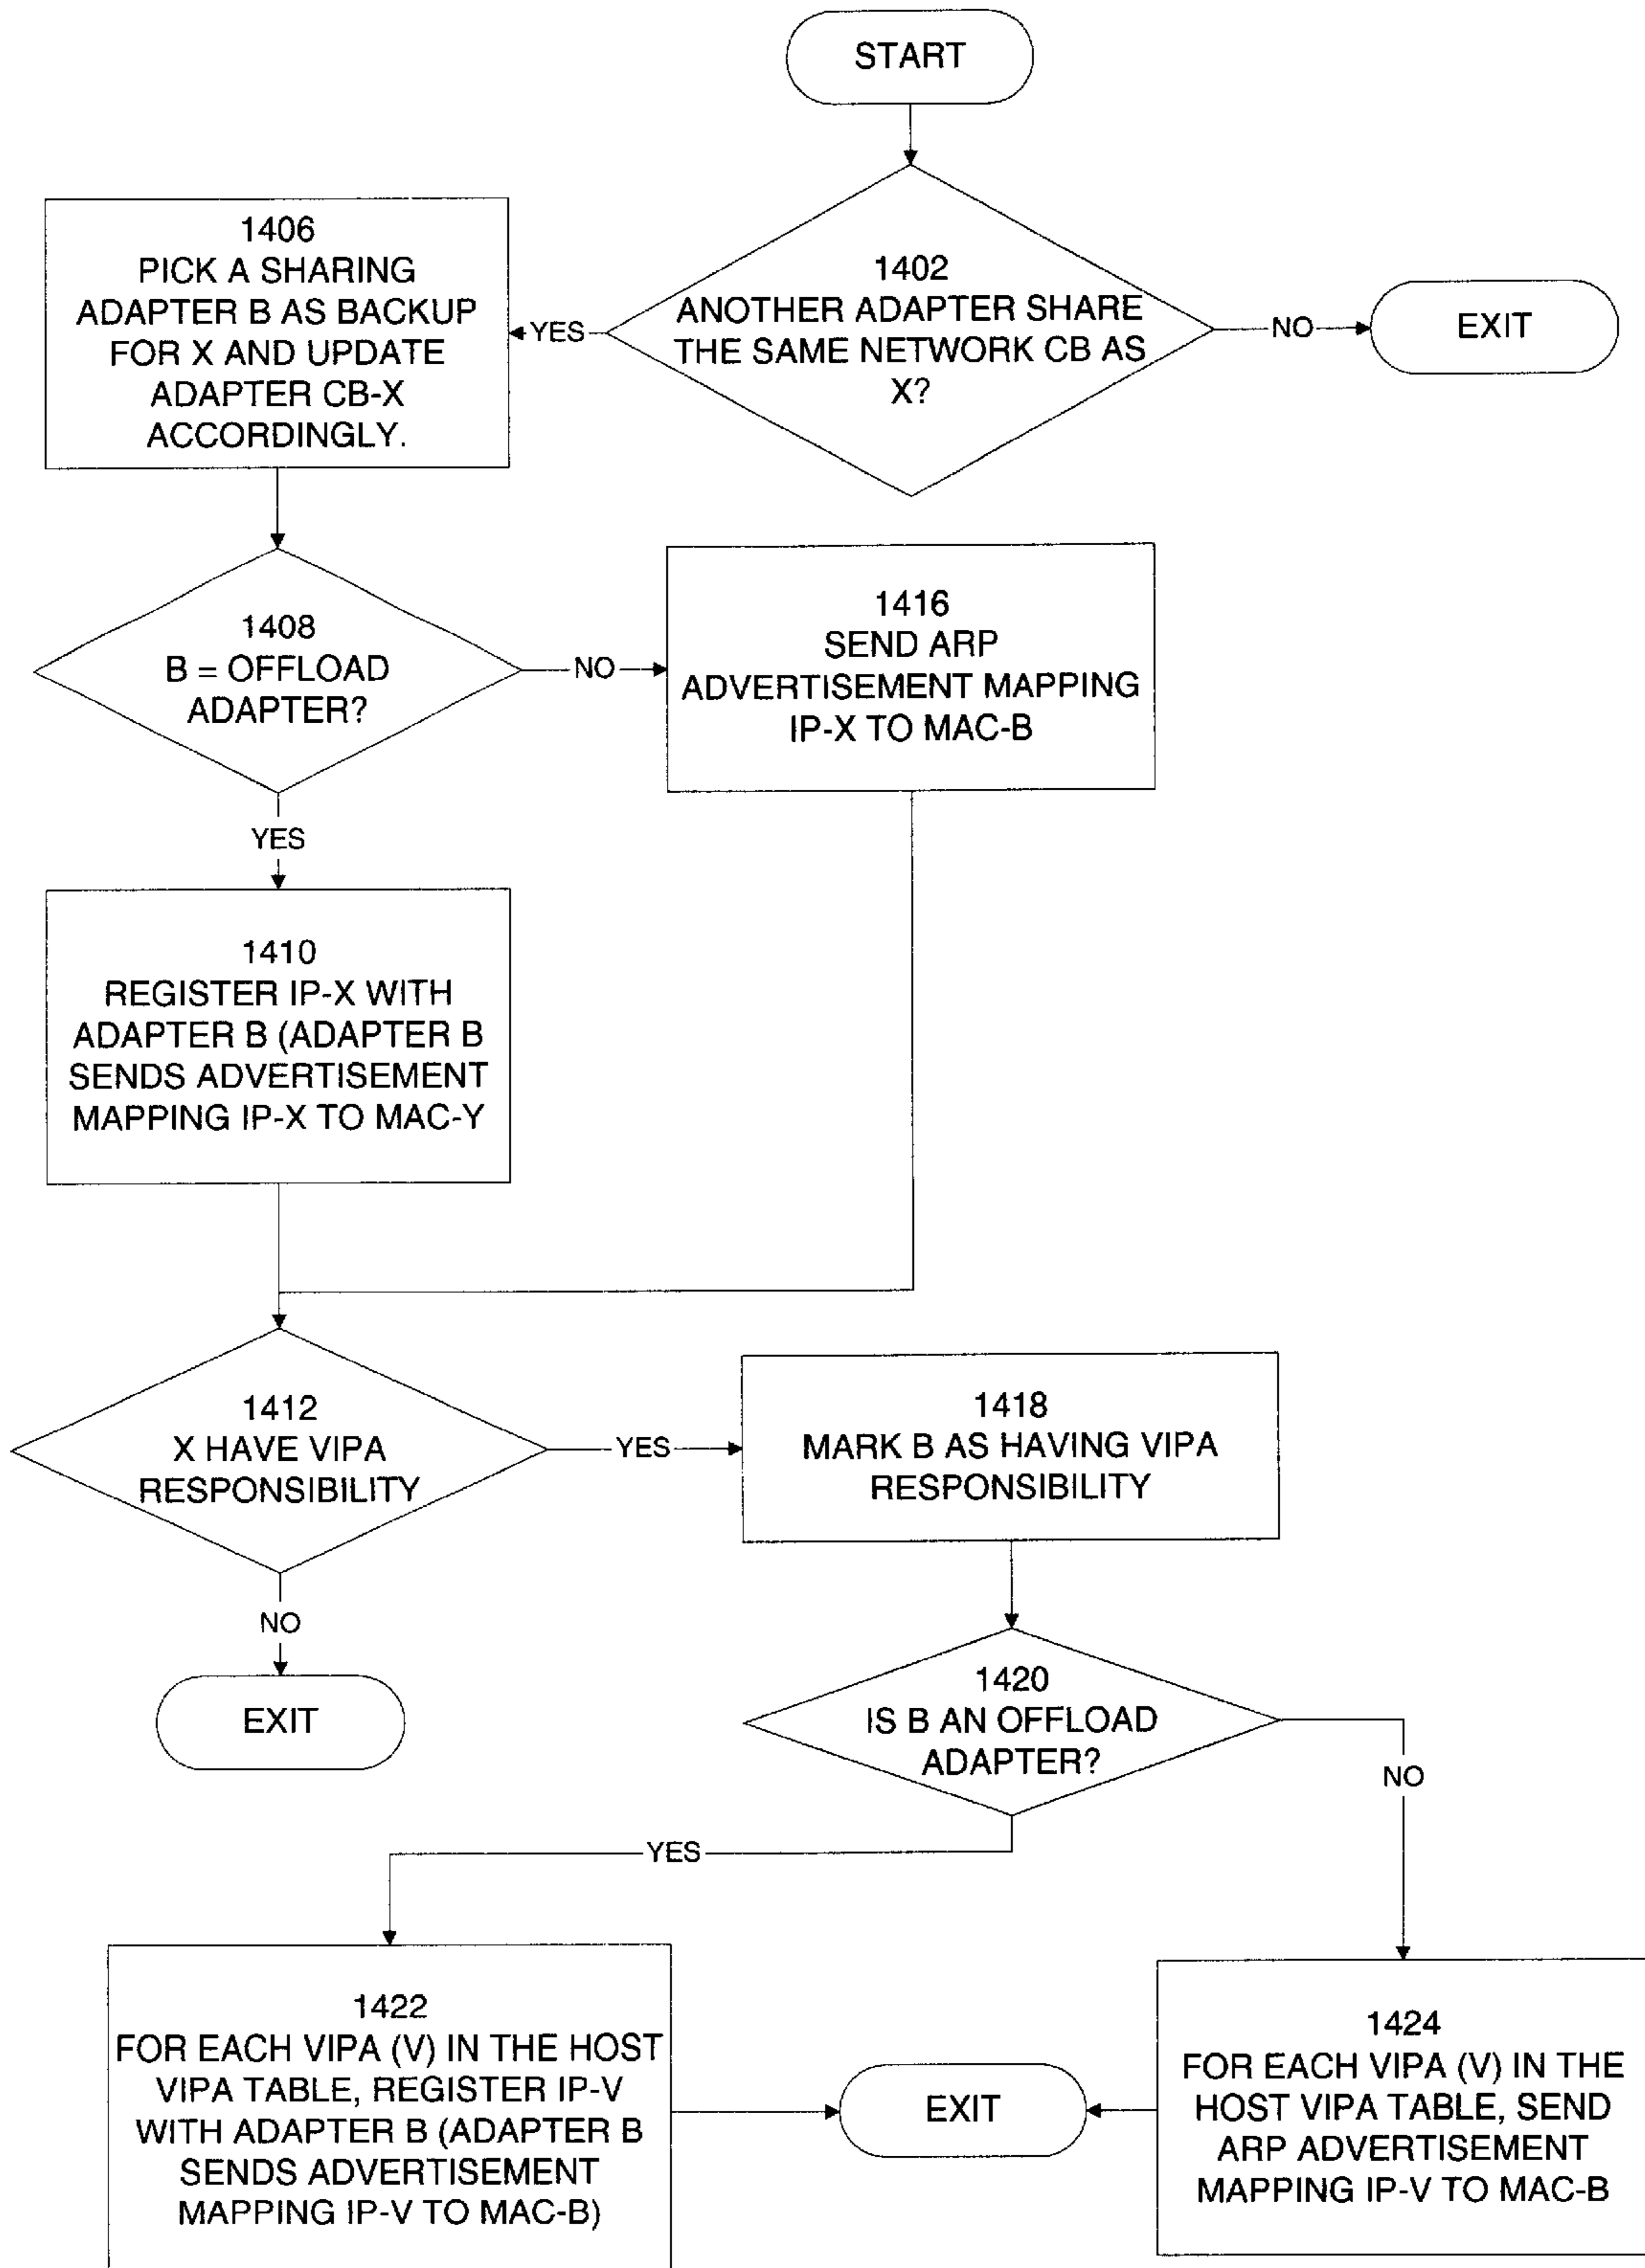 START
1402
ANOTHER ADAPTER SHARE
THE SAME NETWORK CB AS
X?
NO
EXIT
YES
1406
PICK A SHARING
ADAPTER B AS BACKUP
FOR X AND UPDATE
ADAPTER CB-X
ACCORDINGLY.
1408
B = OFFLOAD
ADAPTER?
NO
1416
SEND ARP
ADVERTISEMENT MAPPING
IP-X TO MAC-B
YES
1410
REGISTER IP-X WITH
ADAPTER B (ADAPTER B
SENDS ADVERTISEMENT
MAPPING IP-X TO MAC-Y
1412
X HAVE VIPA
RESPONSIBILITY
YES
1418
MARK B AS HAVING VIPA
RESPONSIBILITY
NO
EXIT
1420
IS B AN OFFLOAD
ADAPTER?
NO
YES
1422
FOR EACH VIPA (V) IN THE HOST
VIPA TABLE, REGISTER IP-V
WITH ADAPTER B (ADAPTER B
SENDS ADVERTISEMENT
MAPPING IP-V TO MAC-B)
EXIT
1424
FOR EACH VIPA (V) IN THE
HOST VIPA TABLE, SEND
ARP ADVERTISEMENT
MAPPING IP-V TO MAC-B